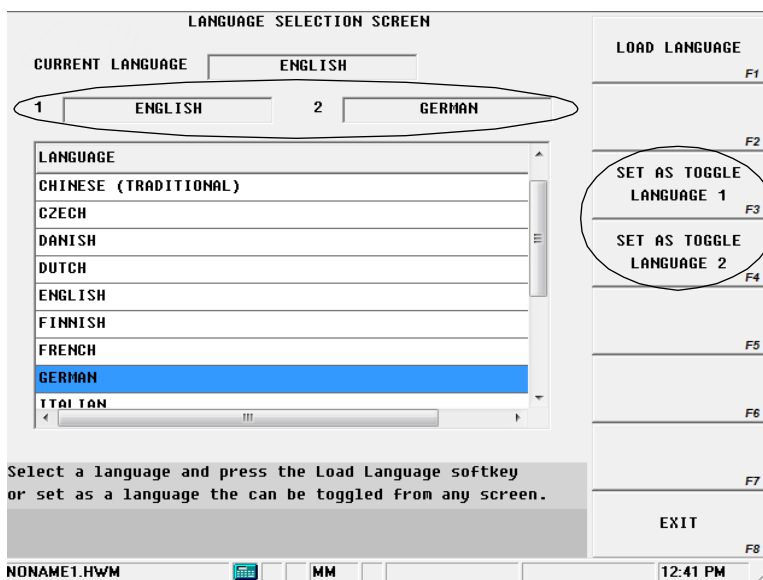 LANGUAGE SELECTION SCREEN
CURRENT LANGUAGE ENGLISH
1 ENGLISH 2 GERMAN
LANGUAGE
CHINESE (TRADITIONAL)
CZECH
DANISH
DUTCH
ENGLISH
FINNISH
FRENCH
GERMAN
ITALIAN
Select a language and press the Load Language softkey
or set as a language the can be toggled from any screen.
LOAD LANGUAGE
F1
F2
SET AS TOGGLE
LANGUAGE 1
F3
SET AS TOGGLE
LANGUAGE 2
F4
F5
F6
F7
EXIT
F8
NONAME1.HWM MM 12:41 PM